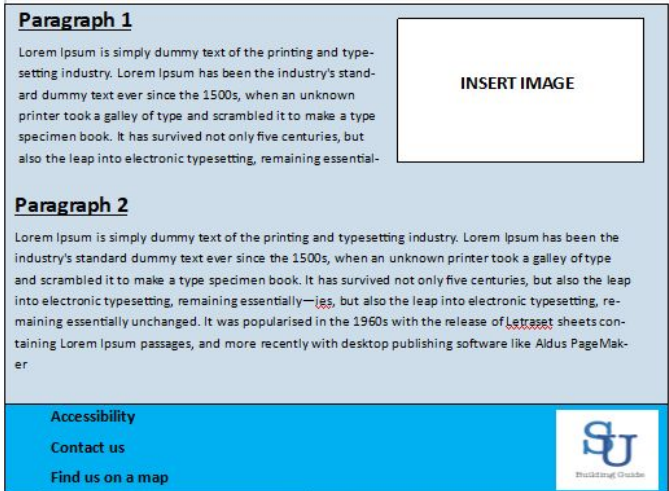 Paragraph 1
Lorem Ipsum is simply dummy text of the printing and type-
setting industry. Lorem Ipsum has been the industry's stand-
ard dummy text ever since the 1500s, when an unknown
printer took a galley of type and scrambled it to make a type
specimen book. It has survived not only five centuries, but
also the leap into electronic typesetting, remaining essential-
INSERT IMAGE
Paragraph 2
Lorem Ipsum is simply dummy text of the printing and typesetting industry. Lorem Ipsum has been the
industry's standard dummy text ever since the 1500s, when an unknown printer took a galley of type
and scrambled it to make a type specimen book. It has survived not only five centuries, but also the leap
into electronic typesetting, remaining essentially—ies, but also the leap into electronic typesetting, re-
maining essentially unchanged. It was popularised in the 1960s with the release of Letraset sheets con-
taining Lorem Ipsum passages, and more recently with desktop publishing software like Aldus PageMak-
er
Accessibility
Contact us
Find us on a map
SU
Building Guide